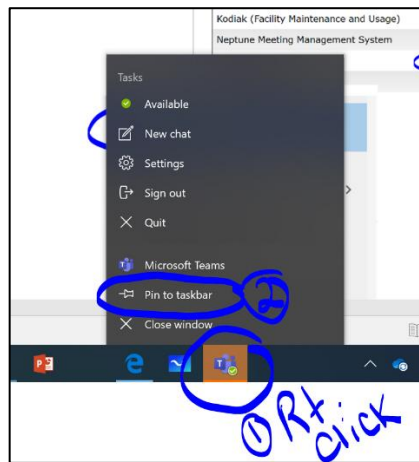 Kodiak (Facility Maintenance and Usage)
Neptune Meeting Management System
Tasks
Available
New chat
Settings
Sign out
Quit
Microsoft Teams
Pin to taskbar
2
Close window
1 Rt
click